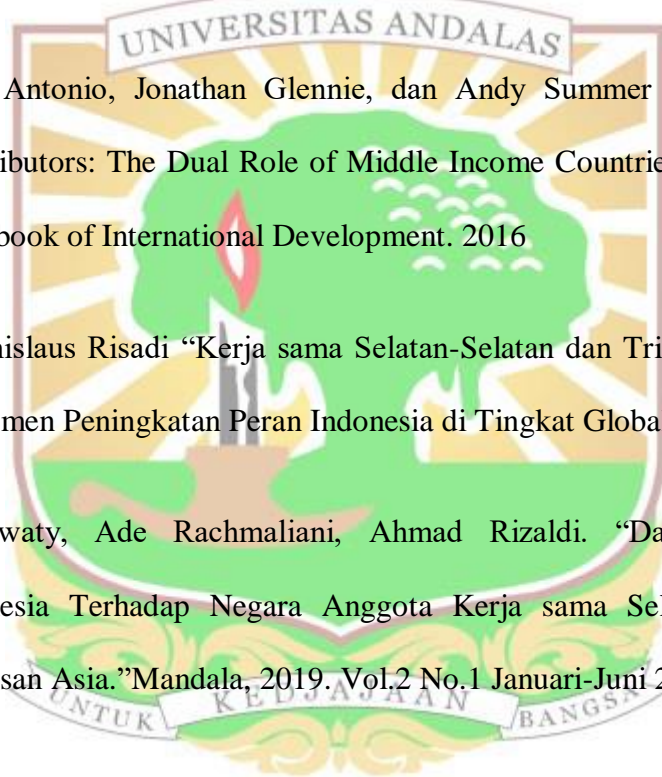 UNIVERSITAS ANDALAS
Antonio, Jonathan Glennie, dan Andy Summer
ibutors: The Dual Role of Middle Income Countrie
book of International Development. 2016
nislaus Risadi “Kerja sama Selatan-Selatan dan Tri
men Peningkatan Peran Indonesia di Tingkat Globa
waty, Ade Rachmaliani, Ahmad Rizaldi. “Da
esia Terhadap Negara Anggota Kerja sama Sel
san Asia.”Mandala, 2019. Vol.2 No.1 Januari-Juni 2
UNTUK KEDJAJAAN BANGSA